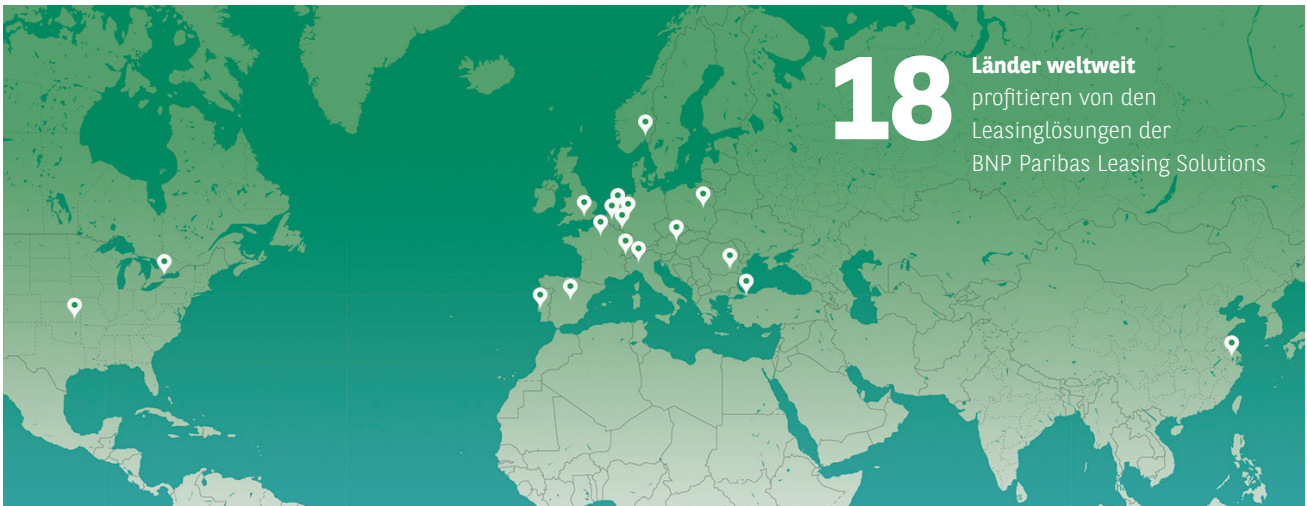 18
Länder weltweit
profitieren von den
Leasinglösungen der
BNP Paribas Leasing Solutions